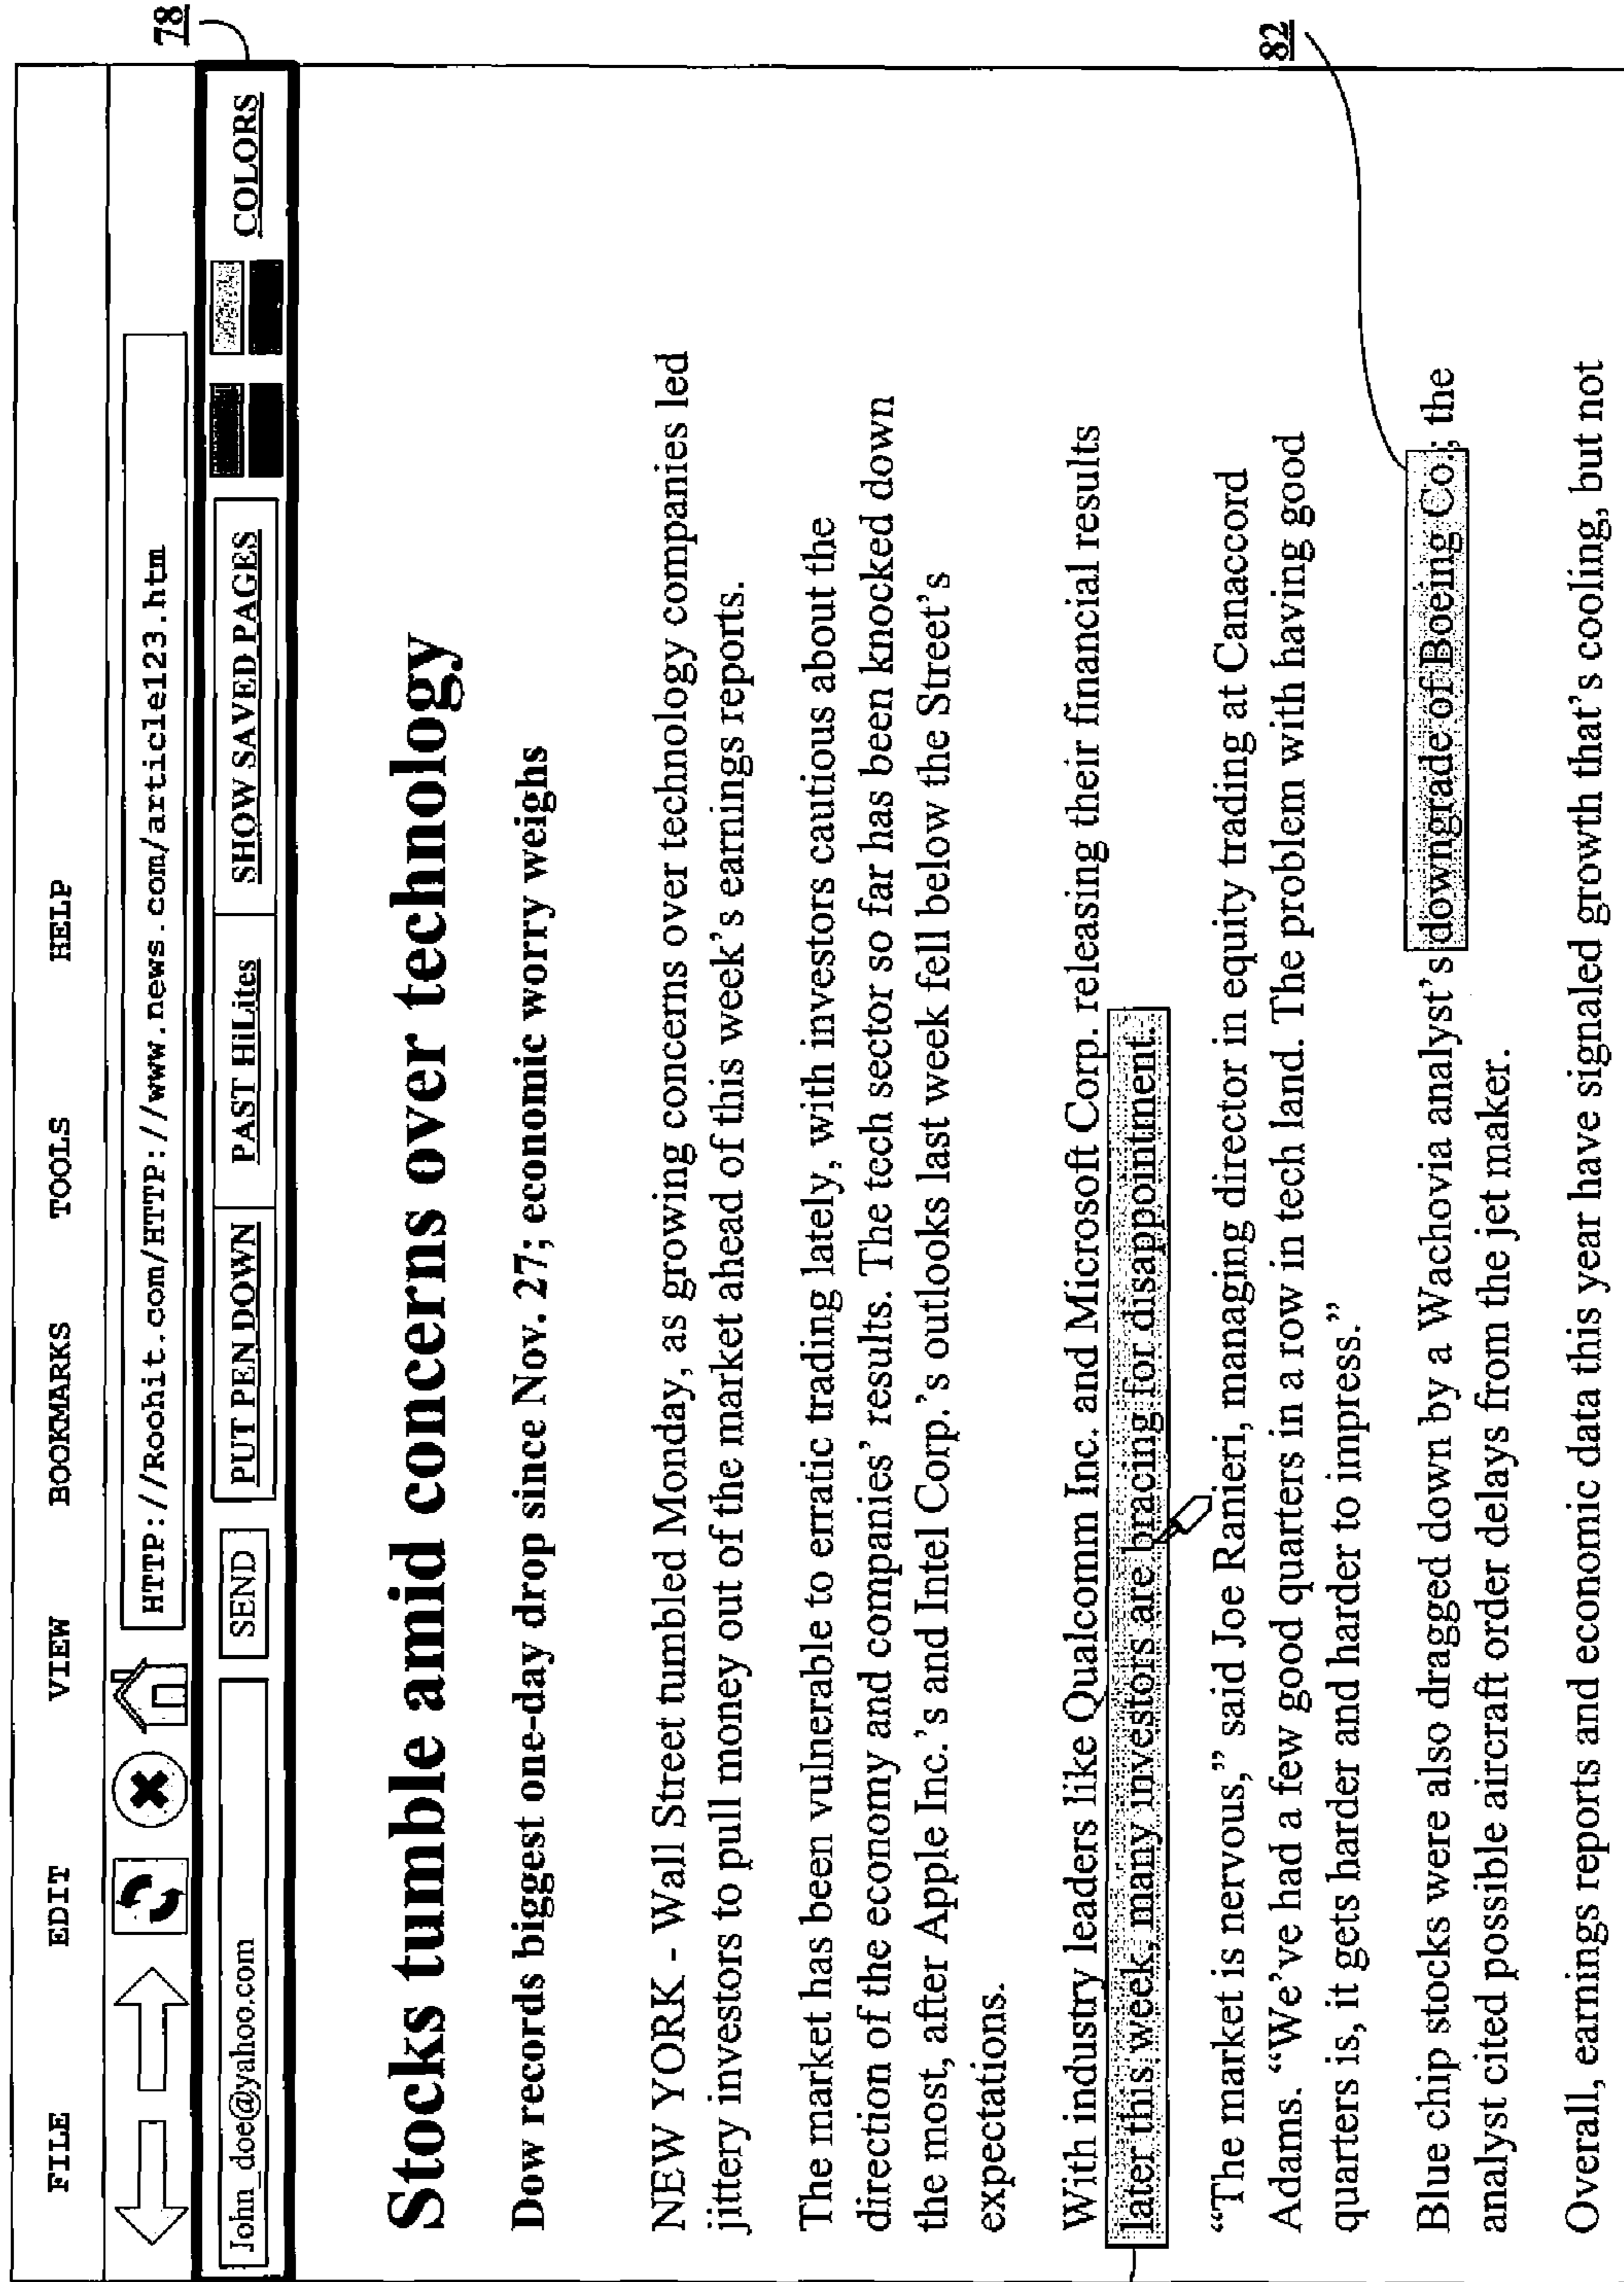 FILE EDIT VIEW BOOKMARKS TOOLS HELP
HTTP://Roohit.com/HTTP://www.news.com/article123.htm
John_doe@yahoo.com SEND PUT PEN DOWN PAST HiLites SHOW SAVED PAGES COLORS
78
Stocks tumble amid concerns over technology
Dow records biggest one-day drop since Nov. 27; economic worry weighs
NEW YORK - Wall Street tumbled Monday, as growing concerns over technology companies led
jittery investors to pull money out of the market ahead of this week's earnings reports.
The market has been vulnerable to erratic trading lately, with investors cautious about the
direction of the economy and companies' results. The tech sector so far has been knocked down
the most, after Apple Inc.'s and Intel Corp.'s outlooks last week fell below the Street's
expectations.
With industry leaders like Qualcomm Inc. and Microsoft Corp. releasing their financial results
later this week, many investors are bracing for disappointment.
82
“The market is nervous,” said Joe Ranieri, managing director in equity trading at Canaccord
Adams. “We've had a few good quarters in a row in tech land. The problem with having good
quarters is, it gets harder and harder to impress.”
Blue chip stocks were also dragged down by a Wachovia analyst's downgrade of Boeing Co.; the
analyst cited possible aircraft order delays from the jet maker.
Overall, earnings reports and economic data this year have signaled growth that's cooling, but not